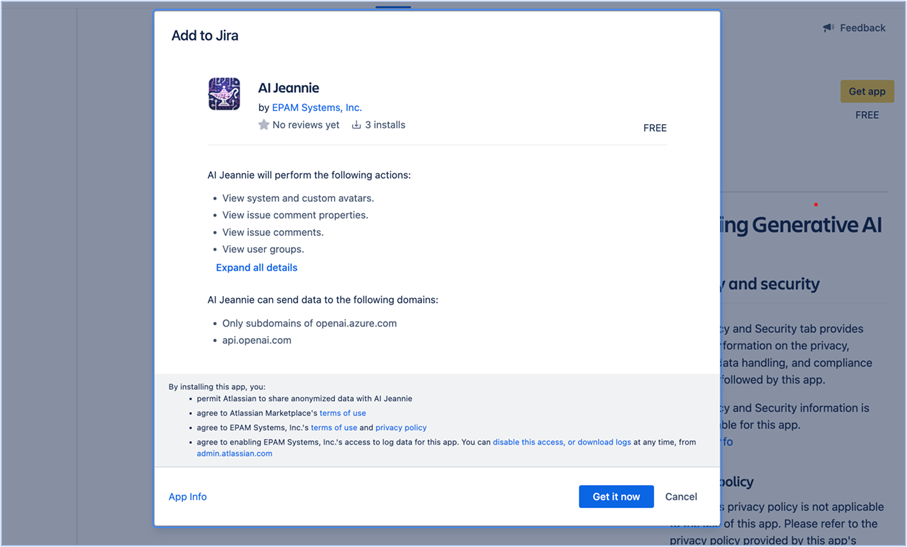 Add to Jira
Feedback
AI Jeannie
by EPAM Systems, Inc.
No reviews yet 3 installs
FREE
Get app
FREE
AI Jeannie will perform the following actions:
• View system and custom avatars.
• View issue comment properties.
• View issue comments.
• View user groups.
Expand all details
AI Jeannie can send data to the following domains:
• Only subdomains of openai.azure.com
• api.openai.com
By installing this app, you:
• permit Atlassian to share anonymized data with AI Jeannie
• agree to Atlassian Marketplace's terms of use
• agree to EPAM Systems, Inc.'s terms of use and privacy policy
• agree to enabling EPAM Systems, Inc.'s access to log data for this app. You can disable this access, or download logs at any time, from
admin.atlassian.com
App Info
Get it now
Cancel
Generative AI
and security
and Security tab provides
on the privacy,
handling, and compliance
followed by this app.
and Security information is
for this app.
privacy policy is not applicable
of this app. Please refer to the
privacy policy provided by this app's